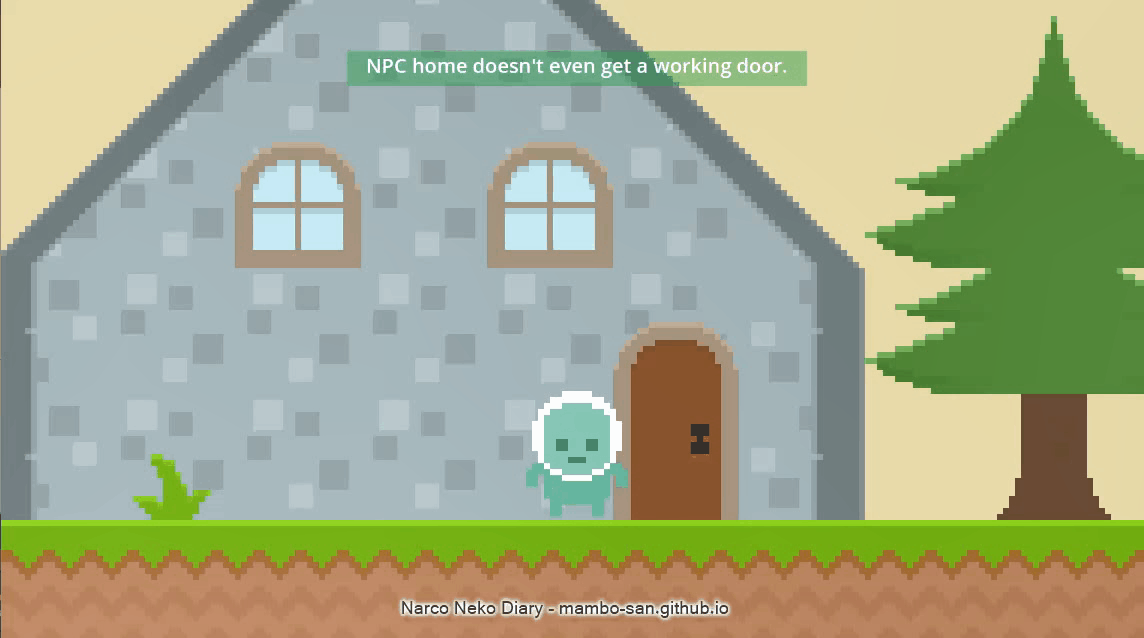 NPC home doesn't even get a working door.
Narco Neko Diary - mambo-san.github.io